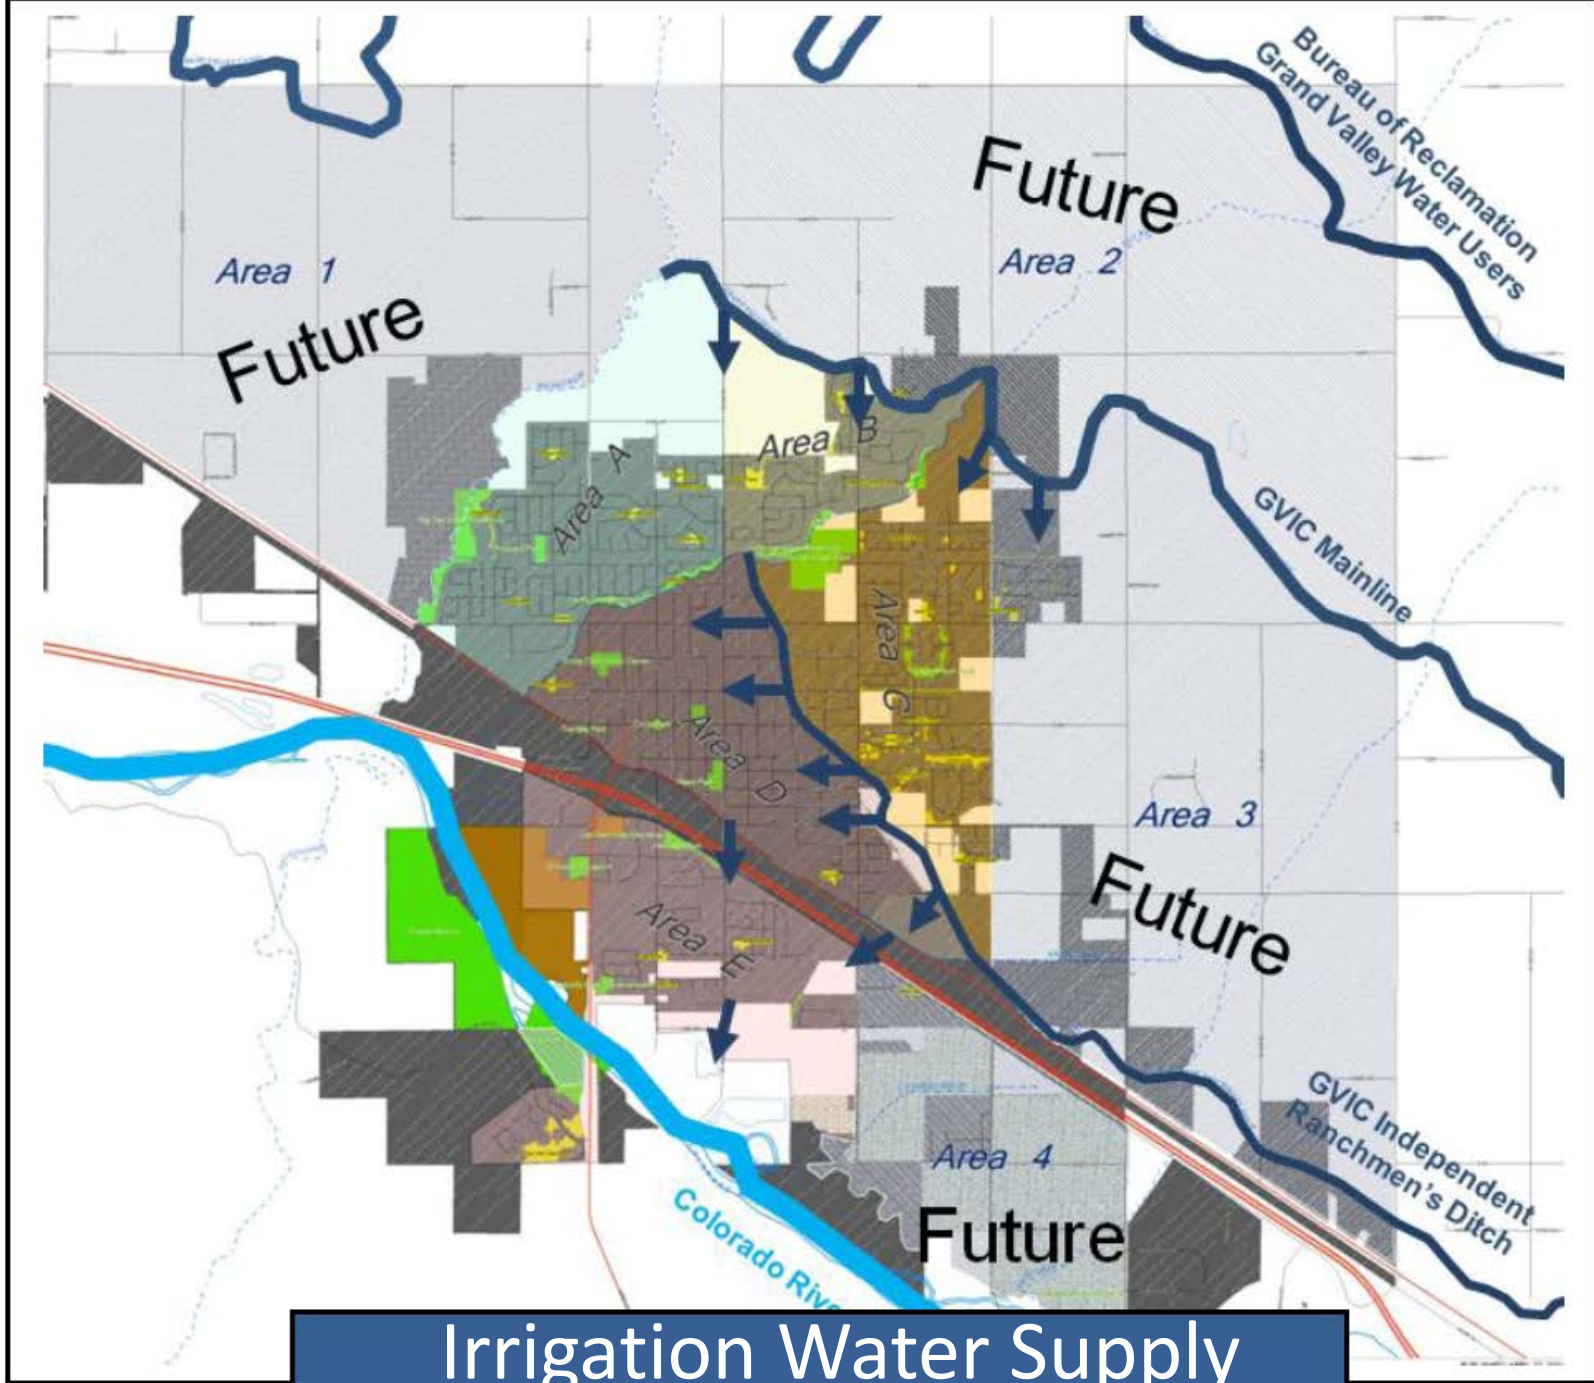 Bureau of Reclamation
Grand Valley Water Users
Future
Area 2
Area 1
Future
Area B
Area A
GVIC Mainline
Area C
Area D
Area 3
Future
Area E
GVIC Independent
Ranchmen's Ditch
Area 4
Future
Colorado Rive
Irrigation Water Supply